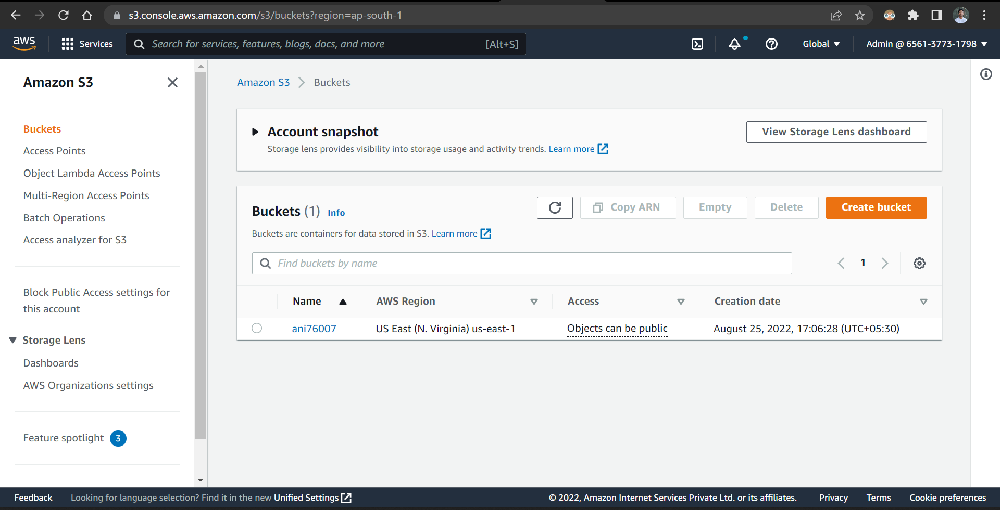 s3.console.aws.amazon.com/s3/buckets?region=ap-south-1
aws
Services
Search for services, features, blogs, docs, and more
[Alt+S]
Global
Admin @ 6561-3773-1798
Amazon S3
Buckets
Access Points
Object Lambda Access Points
Multi-Region Access Points
Batch Operations
Access analyzer for S3
Block Public Access settings for
this account
Storage Lens
Dashboards
AWS Organizations settings
Feature spotlight 3
Amazon S3 > Buckets
Account snapshot
Storage lens provides visibility into storage usage and activity trends. Learn more
View Storage Lens dashboard
Buckets (1) Info
Buckets are containers for data stored in S3. Learn more
Copy ARN
Empty
Delete
Create bucket
Find buckets by name
1
Name AWS Region Access Creation date
ani76007 US East (N. Virginia) us-east-1 Objects can be public August 25, 2022, 17:06:28 (UTC+05:30)
Feedback Looking for language selection? Find it in the new Unified Settings © 2022, Amazon Internet Services Private Ltd. or its affiliates. Privacy Terms Cookie preferences